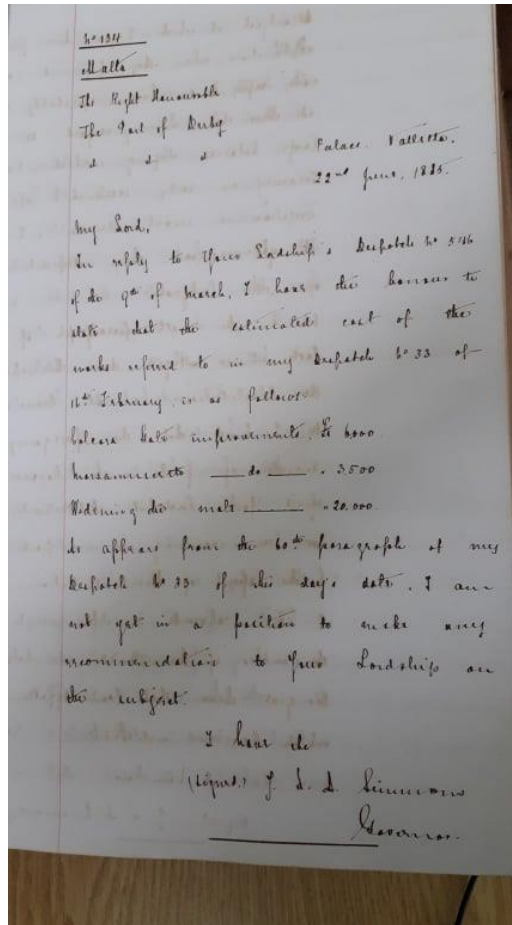 No 134
Malta
The Right Honourable
The Earl of Derby
& & &
Palace. Valletta.
22nd June, 1885.
My Lord,
In reply to Your Lordship's Despatch No
of the 9th of March, I have the honour to
state that the estimated cost of the
works referred to in my Despatch No 33 of
February, is as follows
Calcara Gate improvements. £ 6000
Marsamuscetto do " 3.500
Widening the mole " 20.000
As appears from the 60th paragraph of my
Despatch No 33 of this day's date, I am
not yet in a position to make any
recommendation to Your Lordship on
the subject.
I have the
(signed.) J. L. A. Simmons
Governor.